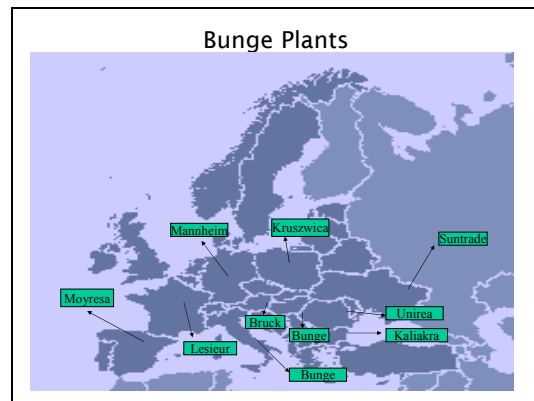 Bunge Plants
Mannheim
Kruszwica
Suntrade
Moyresa
Unirea
Bruck
Bunge
Kaliakra
Lesieur
Bunge